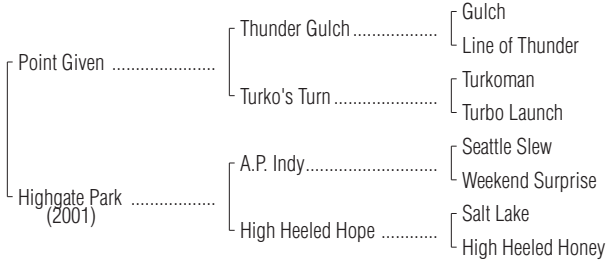 Gulch
Thunder Gulch
Line of Thunder
Point Given
Turkoman
Turko's Turn
Turbo Launch
Seattle Slew
A.P. Indy
Weekend Surprise
Highgate Park
(2001)
Salt Lake
High Heeled Hope
High Heeled Honey